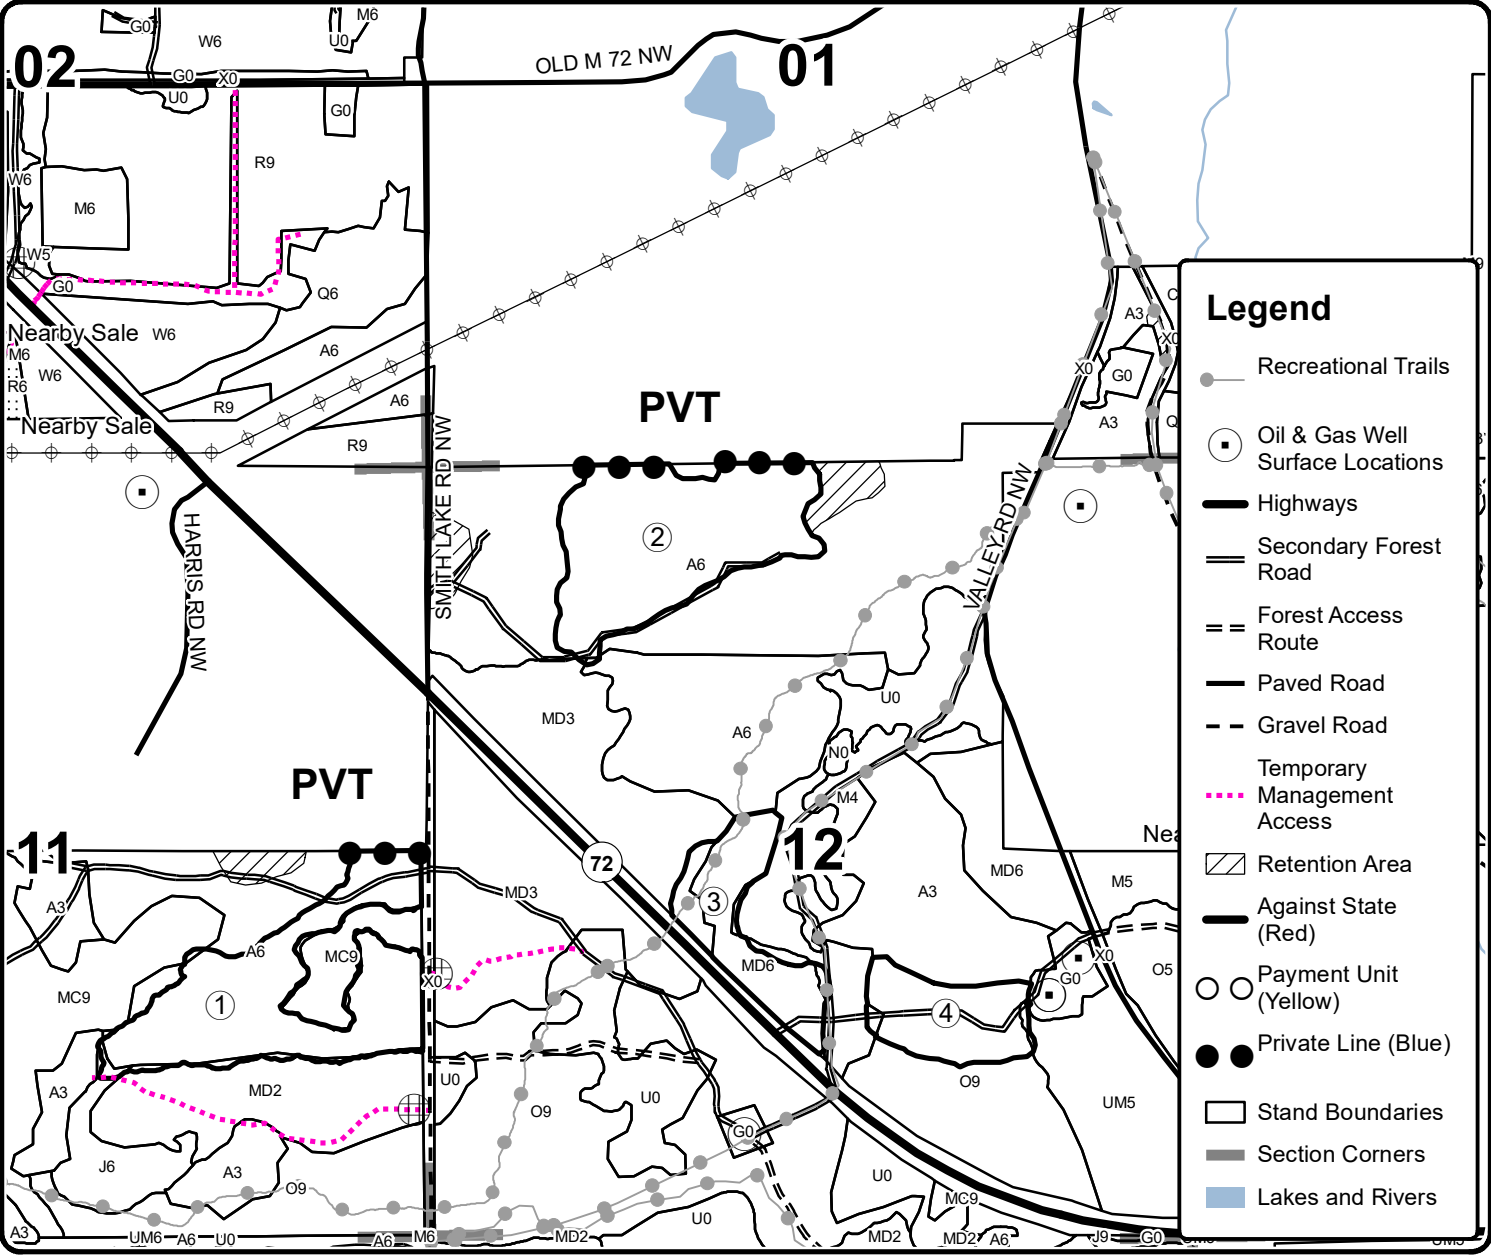 G0
W6
U0
M6
02
G0
X0
OLD M 72 NW
01
U0
G0
R9
W6
M6
W5
G0
Q6
Nearby Sale
W6
M6
W6
A6
R6
R9
A6
Nearby Sale
R9
PVT
A3
X0
X0
G0
A3
Q
SMITH LAKE RD NW
HARRIS RD NW
VALLEY RD NW
2
A6
MD3
A6
U0
N0
M4
PVT
11
72
12
MD3
A3
MD6
M5
A3
A6
MC9
3
MD6
X0
X0
G0
O5
MC9
1
4
A3
MD2
U0
O9
U0
O9
UM5
G0
J6
A3
O9
U0
MC9
U0
A3
UM6
A6
U0
A6
M6
MD2
MD2
MD2
A6
J9
G0
Legend
Recreational Trails
Oil & Gas Well
Surface Locations
Highways
Secondary Forest
Road
Forest Access
Route
Paved Road
Gravel Road
Temporary
Management
Access
Retention Area
Against State
(Red)
Payment Unit
(Yellow)
Private Line (Blue)
Stand Boundaries
Section Corners
Lakes and Rivers